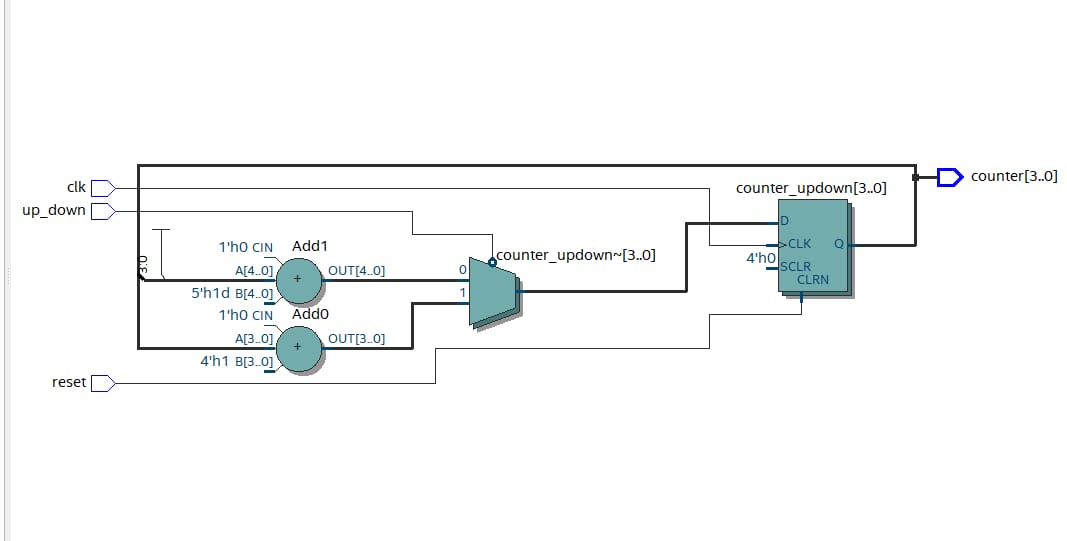 clk
up_down
counter[3..0]
counter_updown[3..0]
D
CLK
Q
4'h0
SCLR
CLRN
3:0
1'h0 CIN
Add1
A[4..0]
+
OUT[4..0]
5'h1d B[4..0]
1'h0 CIN
Add0
A[3..0]
+
OUT[3..0]
4'h1 B[3..0]
0
1
counter_updown~[3..0]
reset